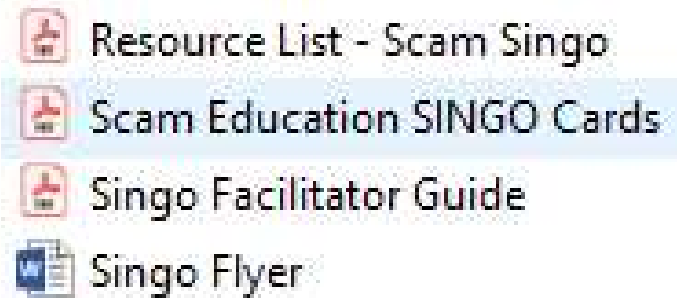 Resource List - Scam Singo
Scam Education SINGO Cards
Singo Facilitator Guide
Singo Flyer